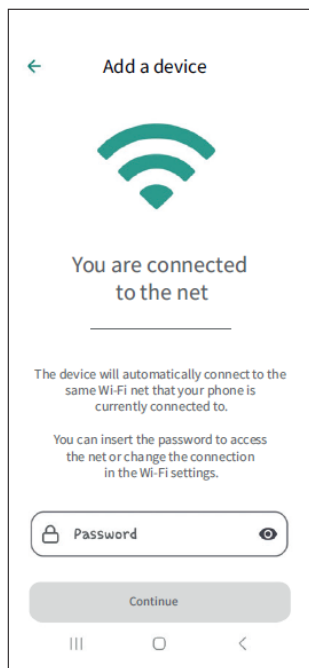 Add a device
You are connected
to the net
The device will automatically connect to the
same Wi-Fi net that your phone is
currently connected to.
You can insert the password to access
the net or change the connection
in the Wi-Fi settings.
Password
Continue